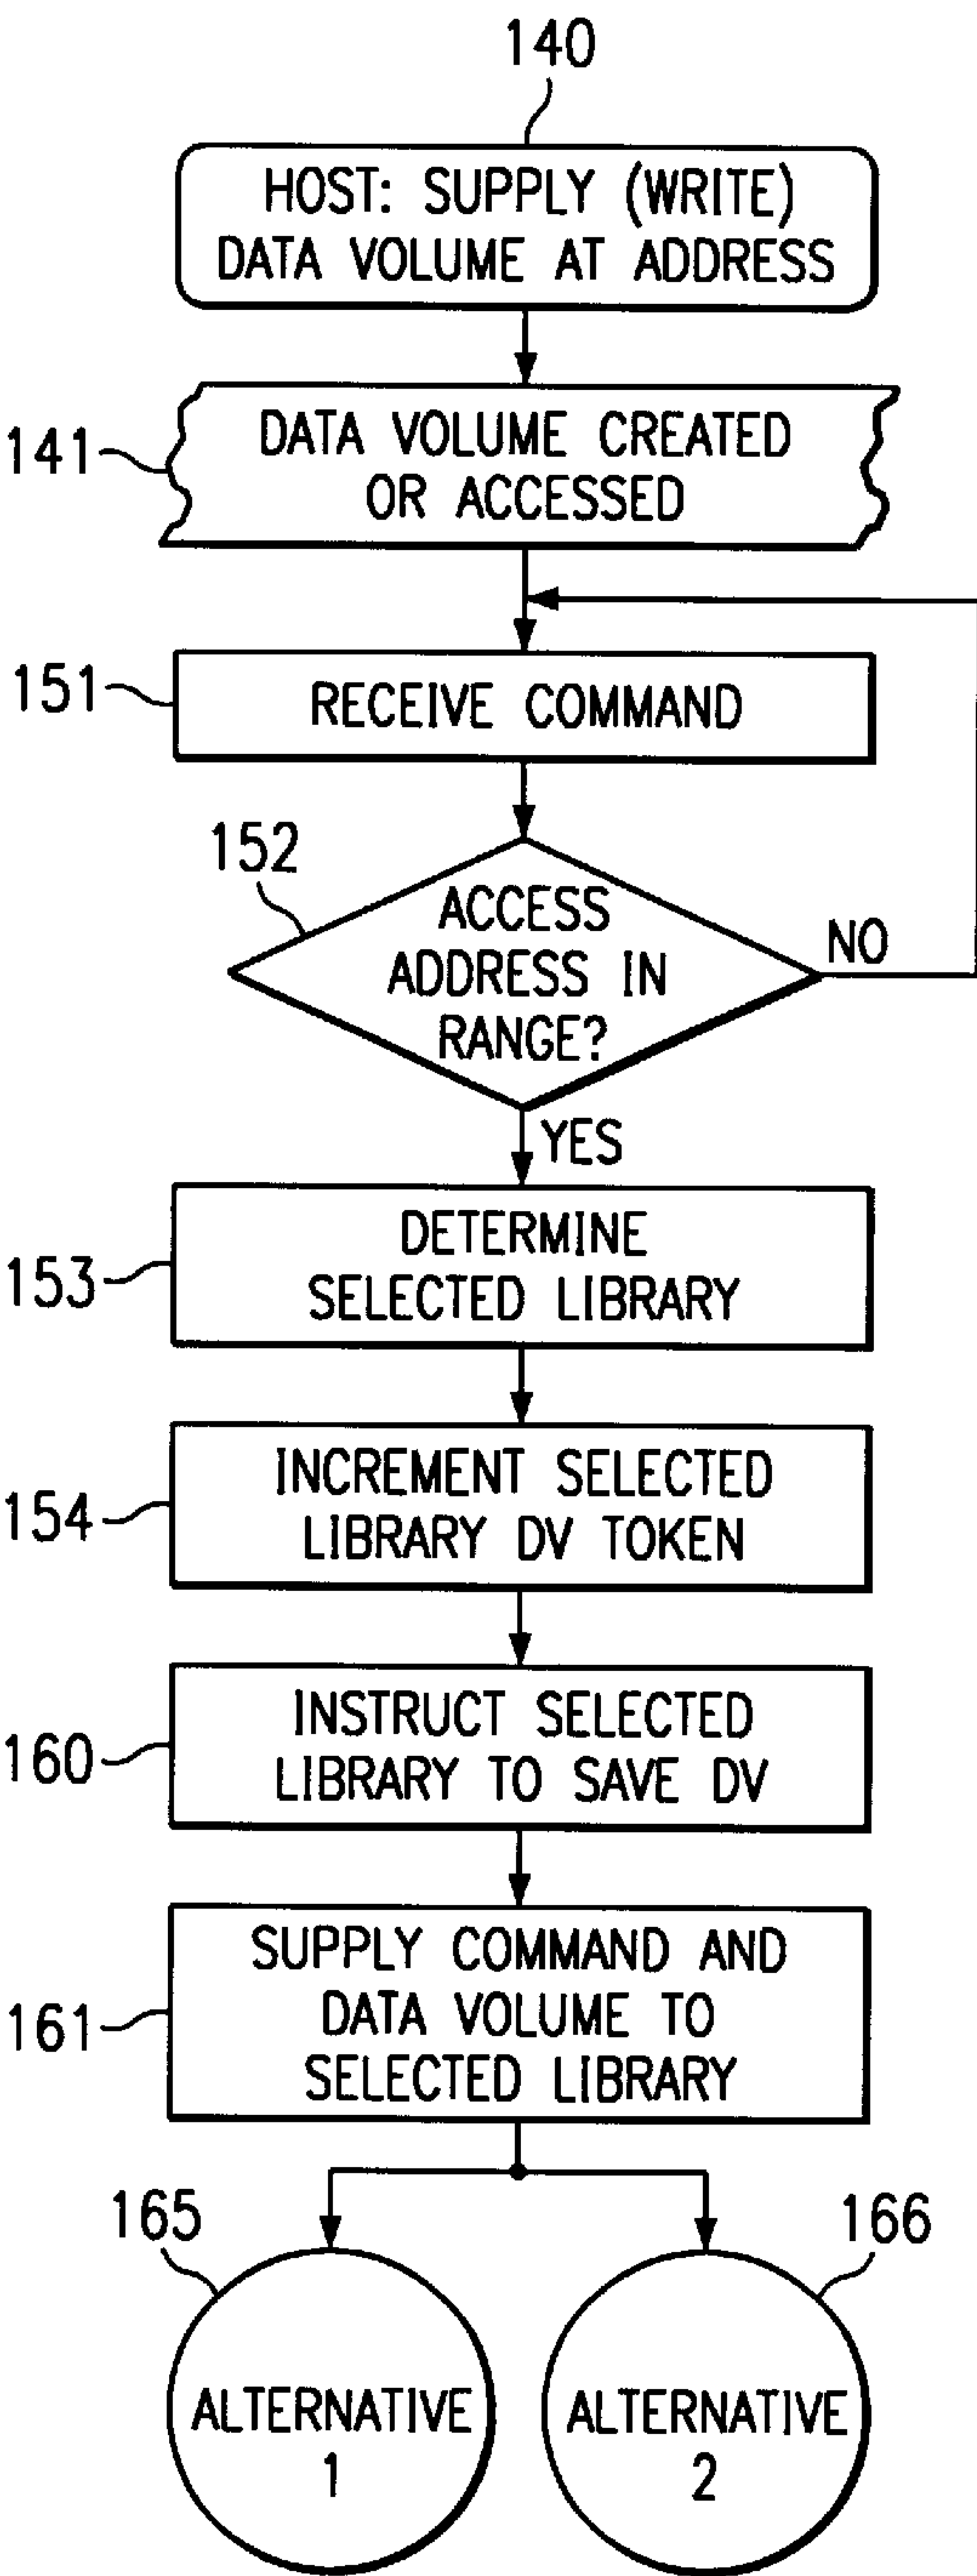 140
HOST: SUPPLY (WRITE)
DATA VOLUME AT ADDRESS
141
DATA VOLUME CREATED
OR ACCESSED
151
RECEIVE COMMAND
152
ACCESS
ADDRESS IN
RANGE?
NO
YES
153
DETERMINE
SELECTED LIBRARY
154
INCREMENT SELECTED
LIBRARY DV TOKEN
160
INSTRUCT SELECTED
LIBRARY TO SAVE DV
161
SUPPLY COMMAND AND
DATA VOLUME TO
SELECTED LIBRARY
165
166
ALTERNATIVE
1
ALTERNATIVE
2